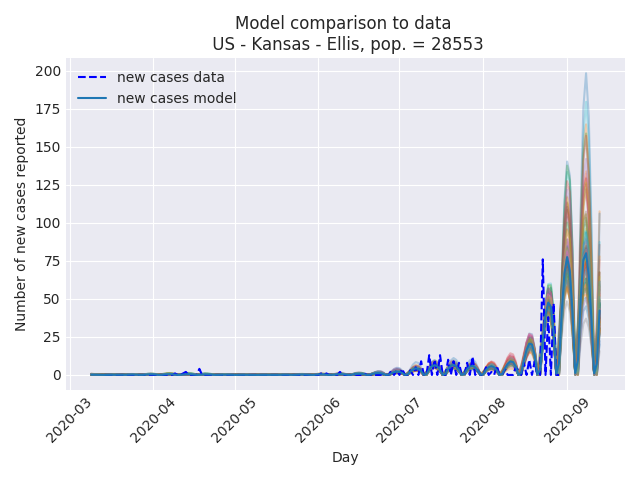 Model comparison to data
US - Kansas - Ellis, pop. = 28553
new cases data
new cases model
Number of new cases reported
200
175
150
125
100
75
50
25
0
2020-03
2020-04
2020-05
2020-06
2020-07
2020-08
2020-09
Day